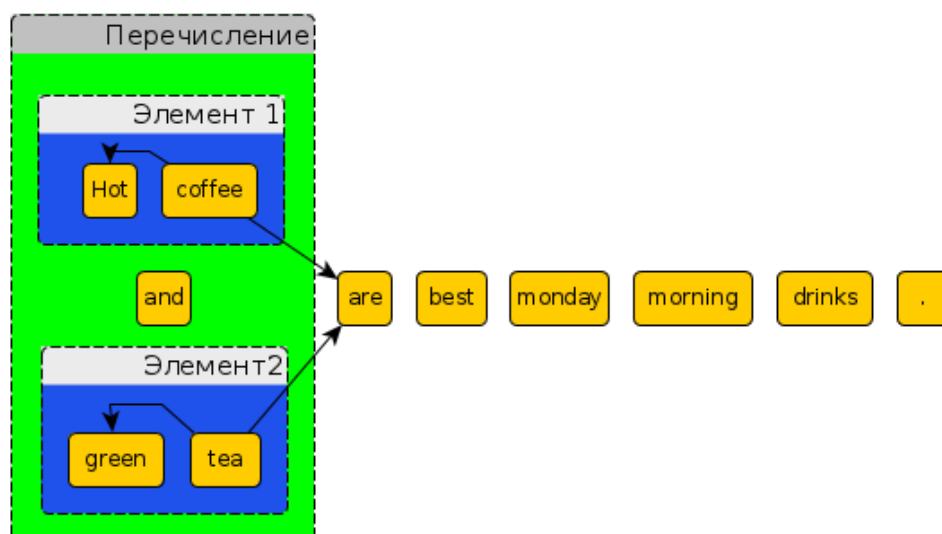 Перечисление
Элемент 1
Hot coffee
and are best monday morning drinks .
Элемент2
green tea